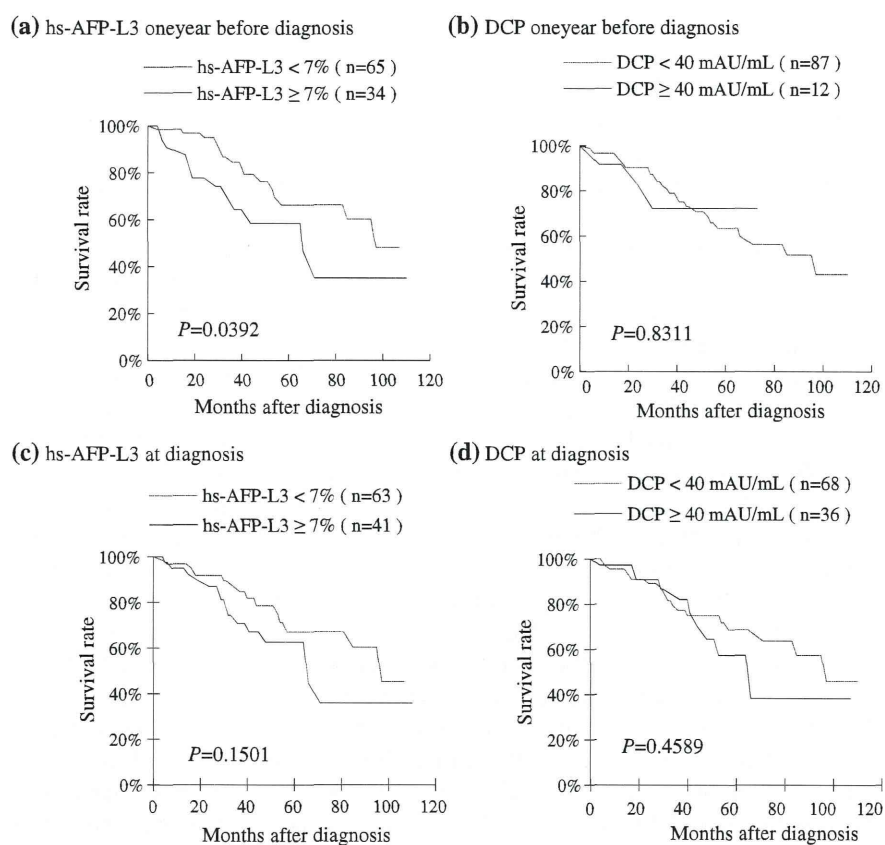 (a) hs-AFP-L3 oneyear before diagnosis
hs-AFP-L3 < 7% ( n=65)
hs-AFP-L3 ≥ 7% ( n=34)
100%
80%
60%
40%
20%
0%
Survival rate
P=0.0392
0 20 40 60 80 100 120
Months after diagnosis
(b) DCP oneyear before diagnosis
DCP < 40 mAU/mL ( n=87)
DCP ≥ 40 mAU/mL ( n=12)
100%
80%
60%
40%
20%
0%
Survival rate
P=0.8311
0 20 40 60 80 100 120
Months after diagnosis
(c) hs-AFP-L3 at diagnosis
hs-AFP-L3 < 7% ( n=63)
hs-AFP-L3 ≥ 7% ( n=41)
100%
80%
60%
40%
20%
0%
Survival rate
P=0.1501
0 20 40 60 80 100 120
Months after diagnosis
(d) DCP at diagnosis
DCP < 40 mAU/mL ( n=68)
DCP ≥ 40 mAU/mL ( n=36)
100%
80%
60%
40%
20%
0%
Survival rate
P=0.4589
0 20 40 60 80 100 120
Months after diagnosis